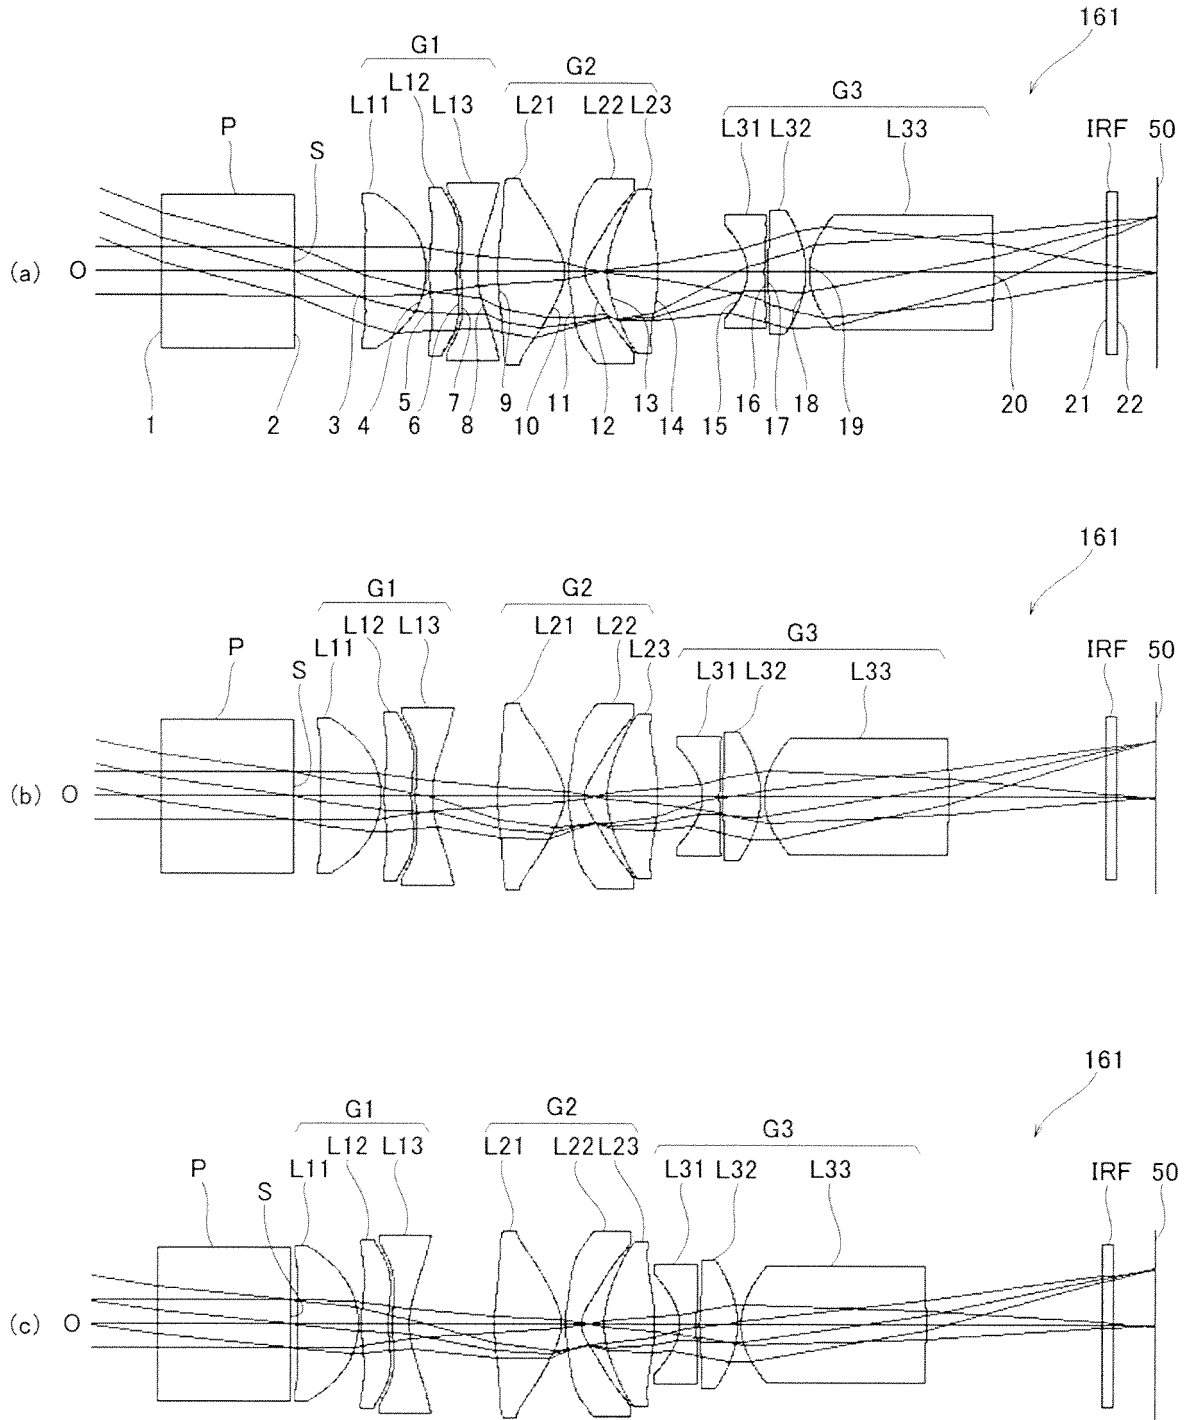 161
G1
G2
G3
L12
L11 L13 L21 L22 L23
L31 L32 L33 IRF 50
P
S
(a) O
5 7 9 11 13 16 18 20 22
1 2 3 4 6 8 10 12 14 15 17 19 21
161
G1 G2
L12 L13 L21 L22
G3
P S L11 L23 L31 L32 L33 IRF 50
(b) O
161
G1 G2
G3
L12 L13 L21 L22 L23
P S L11 L31 L32 L33 IRF 50
(c) O